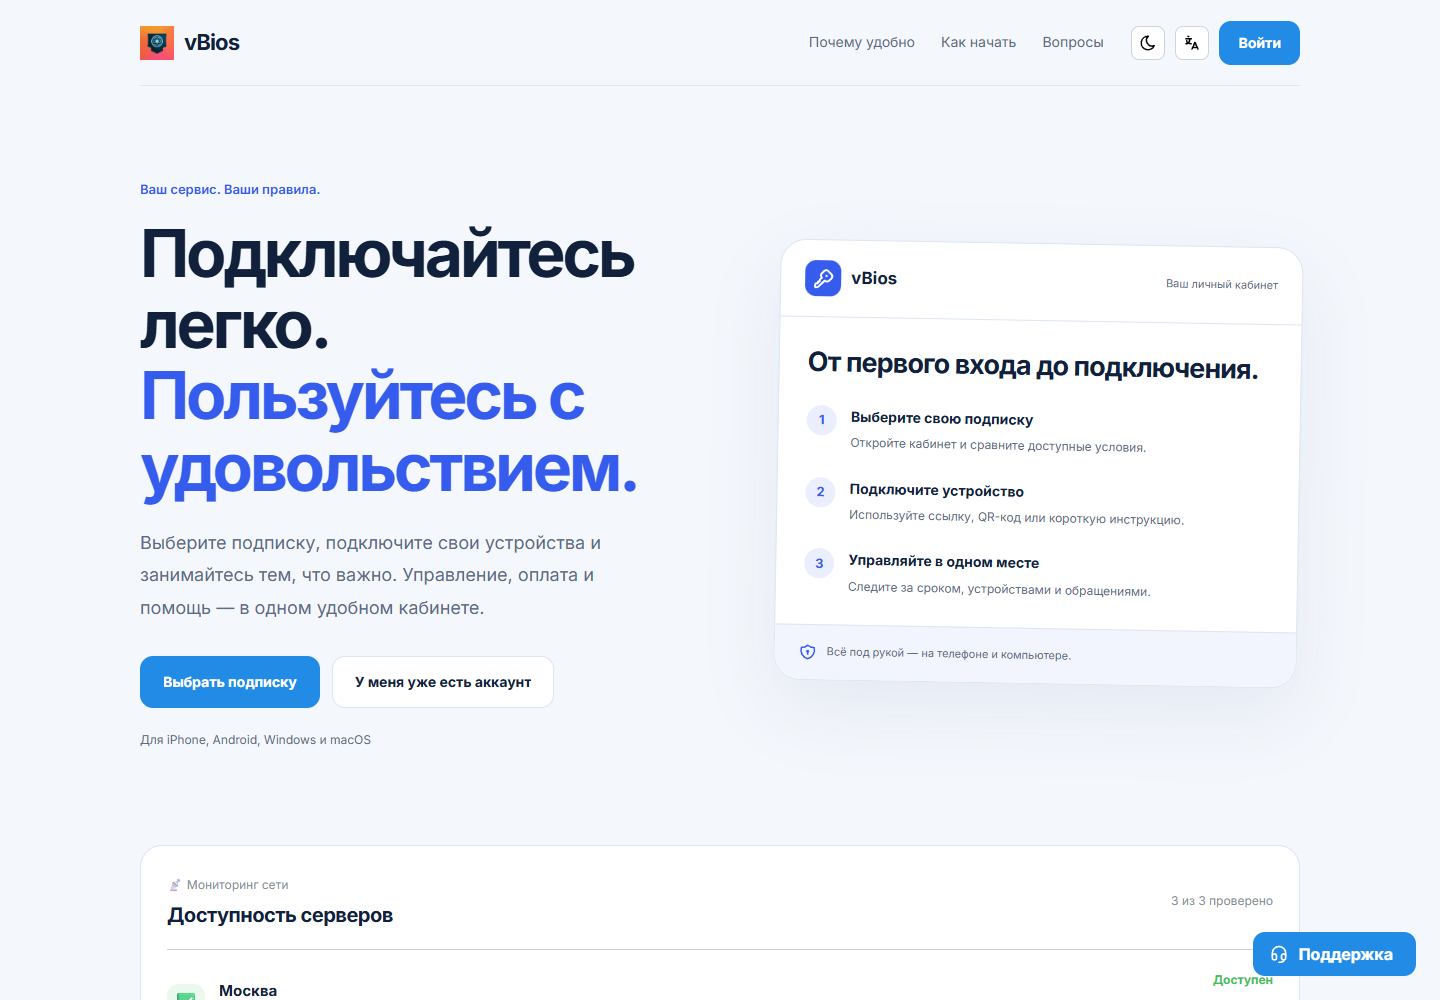 vBios
Почему удобно
Как начать
Вопросы
Войти
Ваш сервис. Ваши правила.
Подключайтесь
легко.
Пользуйтесь с
удовольствием.
Выберите подписку, подключите свои устройства и
занимайтесь тем, что важно. Управление, оплата и
помощь — в одном удобном кабинете.
Выбрать подписку
У меня уже есть аккаунт
Для iPhone, Android, Windows и macOS
vBios
Ваш личный кабинет
От первого входа до подключения.
1
Выберите свою подписку
Откройте кабинет и сравните доступные условия.
2
Подключите устройство
Используйте ссылку, QR-код или короткую инструкцию.
3
Управляйте в одном месте
Следите за сроком, устройствами и обращениями.
Всё под рукой — на телефоне и компьютере.
Мониторинг сети
Доступность серверов
3 из 3 проверено
Москва
Доступен
Поддержка